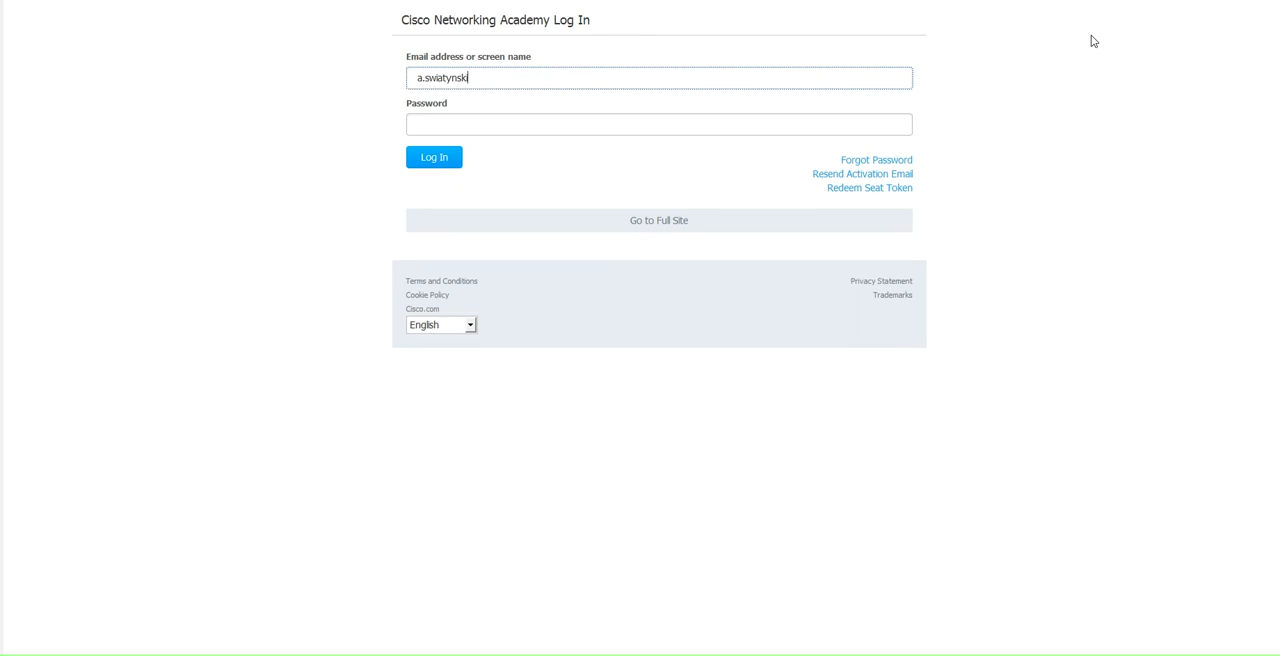 Cisco Networking Academy Log In
Email address or screen name
a.swiatynski
Password
Log In
Forgot Password
Resend Activation Email
Redeem Seat Token
Go to Full Site
Terms and Conditions
Privacy Statement
Cookie Policy
Trademarks
Cisco.com
English